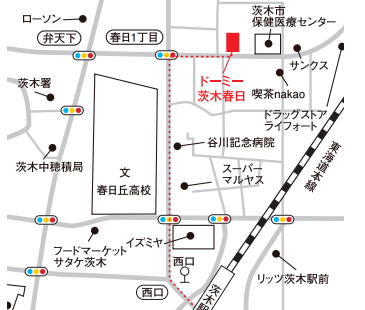 ローソン
弁天下
春日1丁目
茨木市
保健医療センター
サンクス
ドーミー
茨木春日
喫茶nakao
茨木署
ドラッグストア
ライフォート
谷川記念病院
東海道本線
茨木中穂積局
文
春日丘高校
スーパー
マルヤス
フードマーケット
サタケ茨木
イズミヤ
西口
リッツ茨木駅前
西口
茨木駅